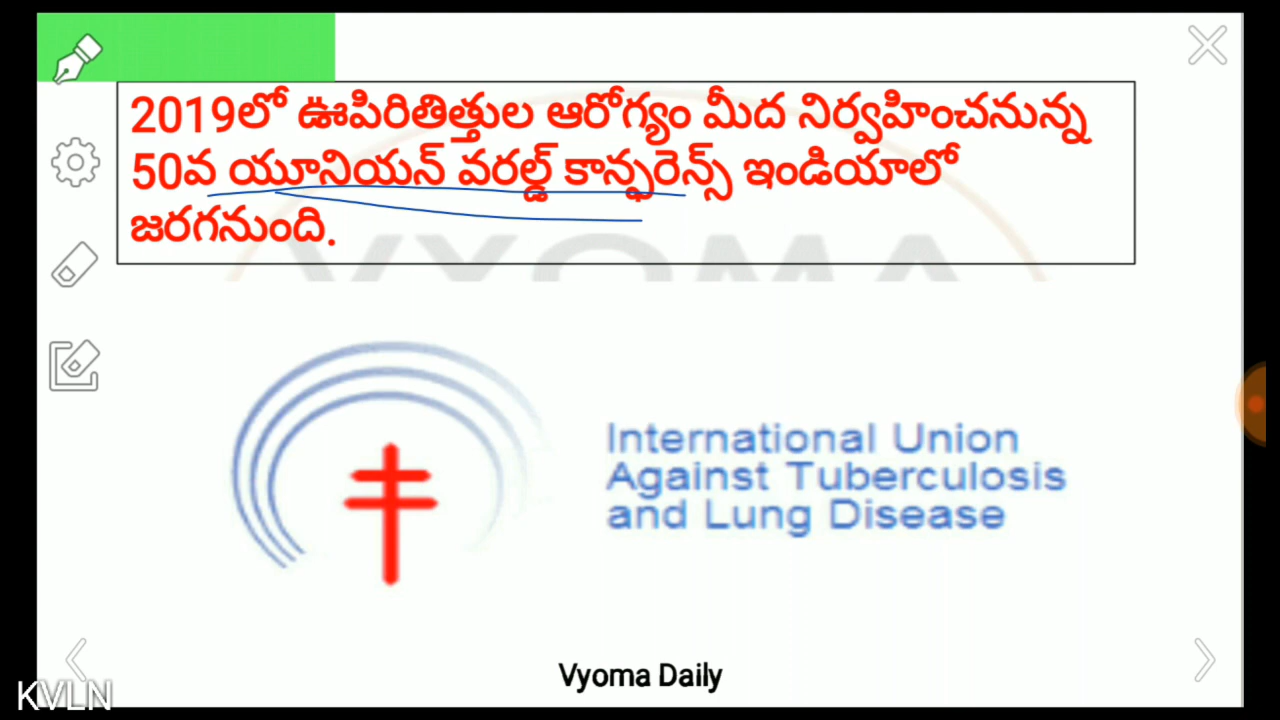 2019లో ఊపిరితిత్తుల ఆరోగ్యం మీద నిర్వహించనున్న
50వ యూనియన్ వరల్డ్ కాన్ఫరెన్స్ ఇండియాలో
జరగనుంది.
VYOMA
International Union
Against Tuberculosis
and Lung Disease
Vyoma Daily
KVLN